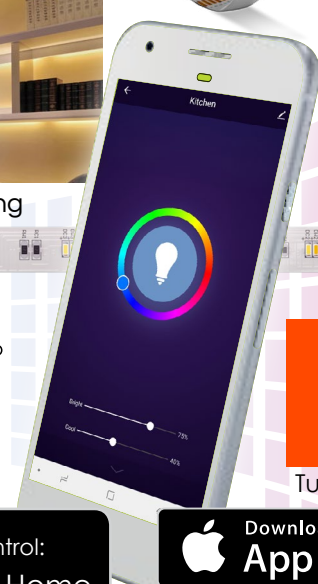 Kitchen
ng
Bright
75%
Cool
40%
Tu
ntrol:
Home
Downlo
App